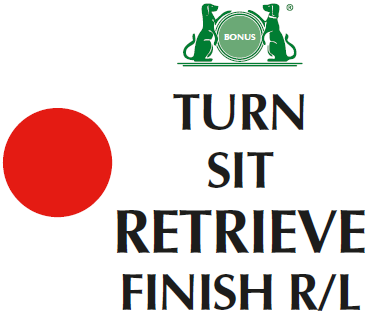 BONUS ®
TURN
SIT
RETRIEVE
FINISH R/L